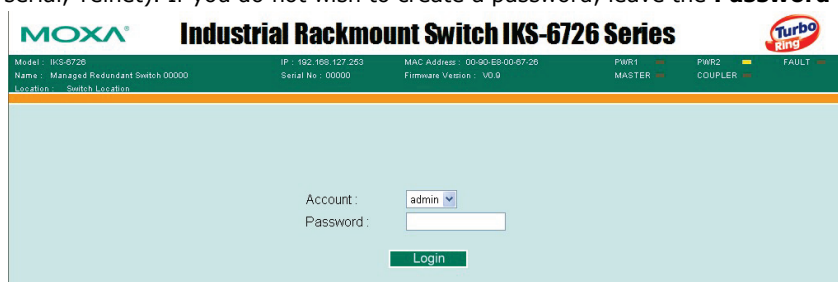 serial, Telnet). If you do not wish to create a password, leave the Password
MOXA Industrial Rackmount Switch IKS-6726 Series Turbo Ring
Model : IKS-6726 IP : 192.168.127.253 MAC Address : 00-90-E8-00-67-26 PWR1 PWR2 FAULT
Name : Managed Redundant Switch 00000 Serial No : 00000 Firmware Version : V0.9 MASTER COUPLER
Location : Switch Location
Account : admin
Password :
Login